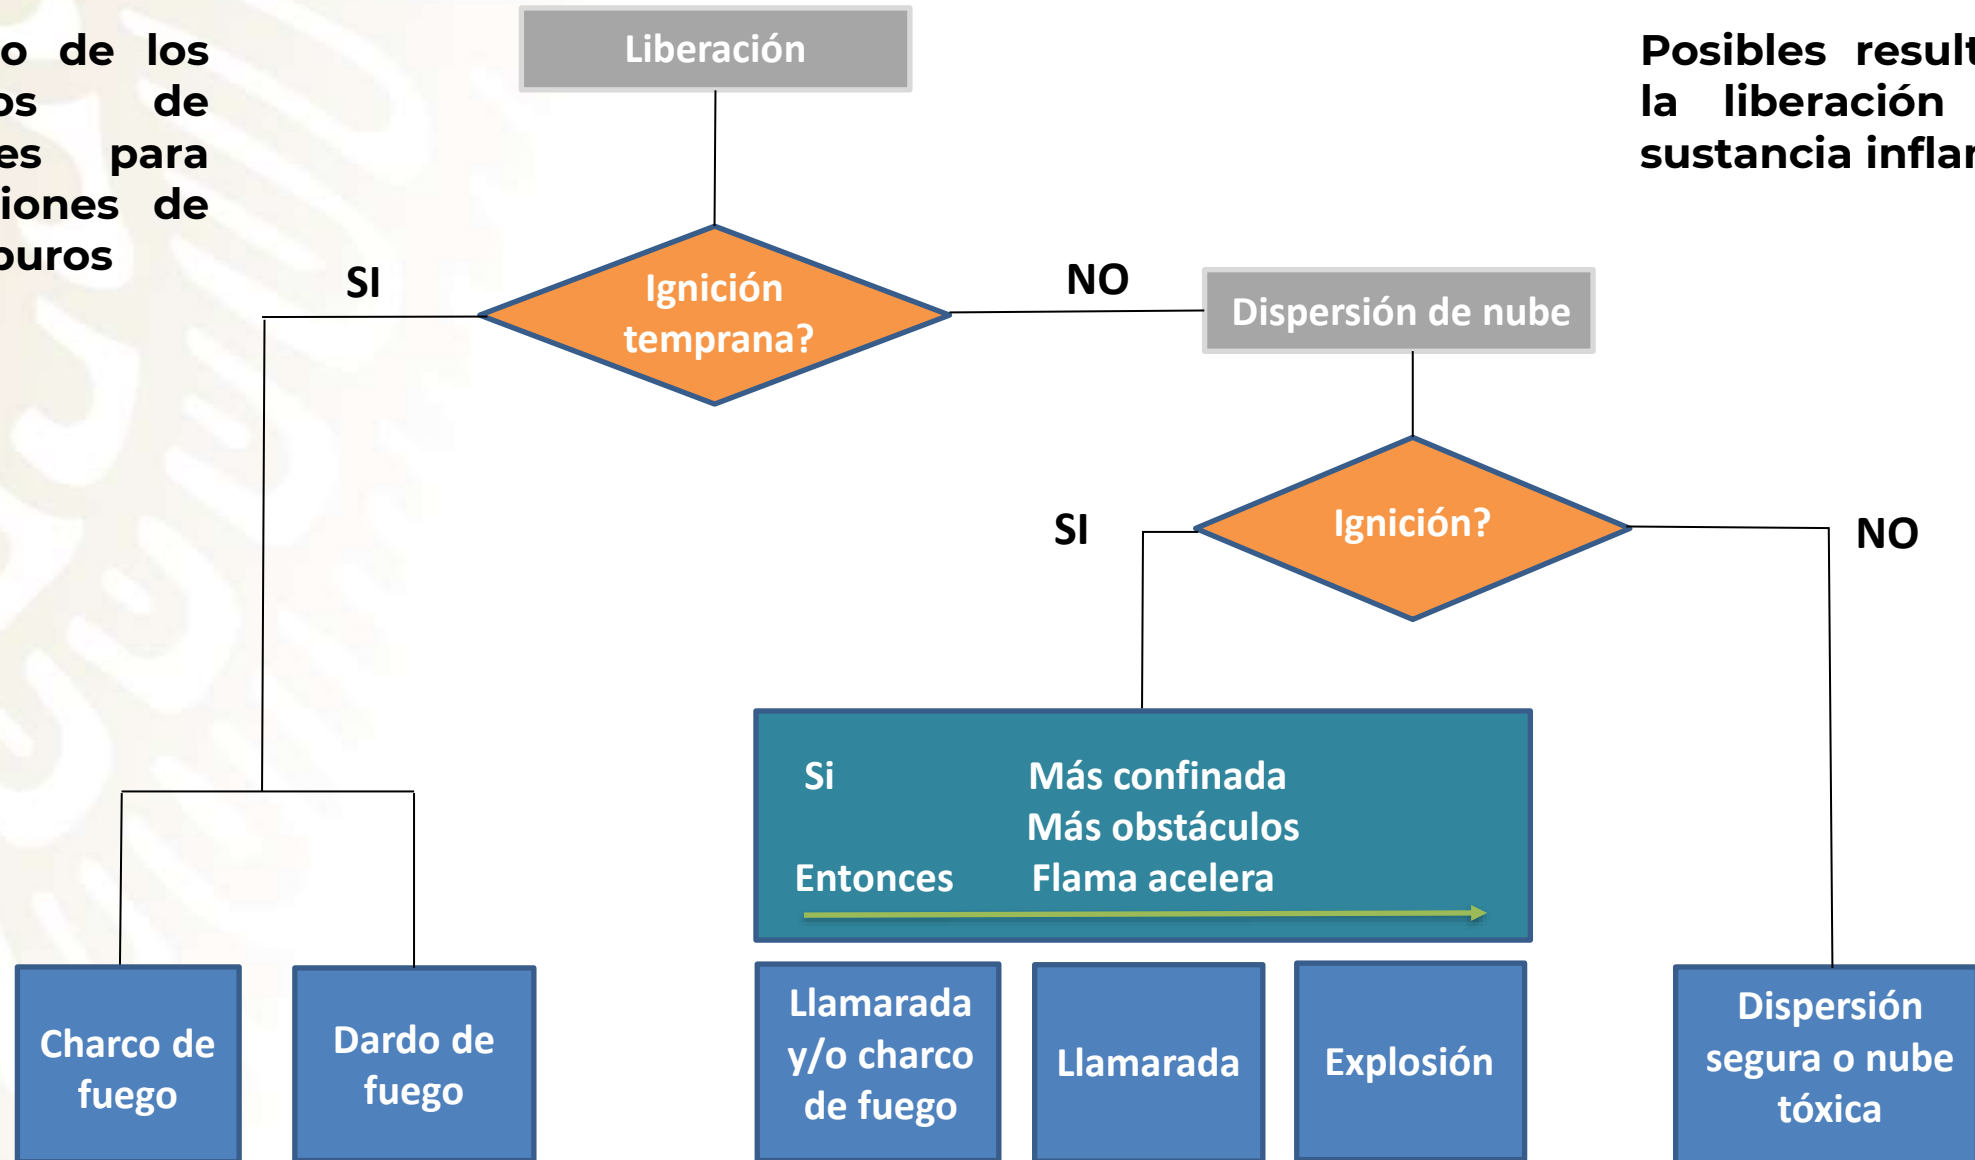 o de los
os de
es para
iones de
puros
Liberación
Posibles result
la liberación
sustancia inflar
SI
Ignición
temprana?
NO
Dispersión de nube
SI
Ignición?
NO
Si Más confinada
Más obstáculos
Entonces Flama acelera
Charco de
fuego
Dardo de
fuego
Llamarada
y/o charco
de fuego
Llamarada
Explosión
Dispersión
segura o nube
tóxica